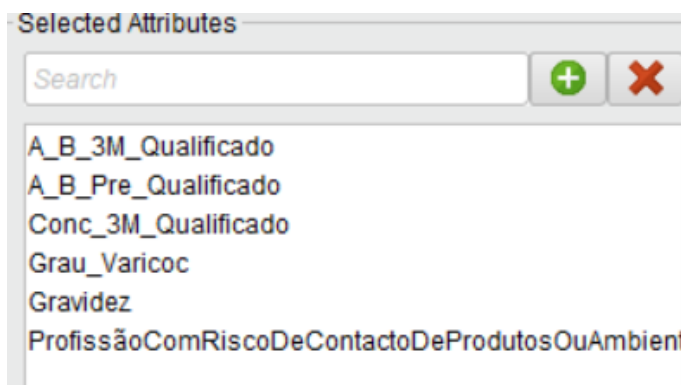 Selected Attributes
Search
A_B_3M_Qualificado
A_B_Pre_Qualificado
Conc_3M_Qualificado
Grau_Varicoc
Gravidez
ProfissãoComRiscoDeContactoDeProdutosOuAmbient